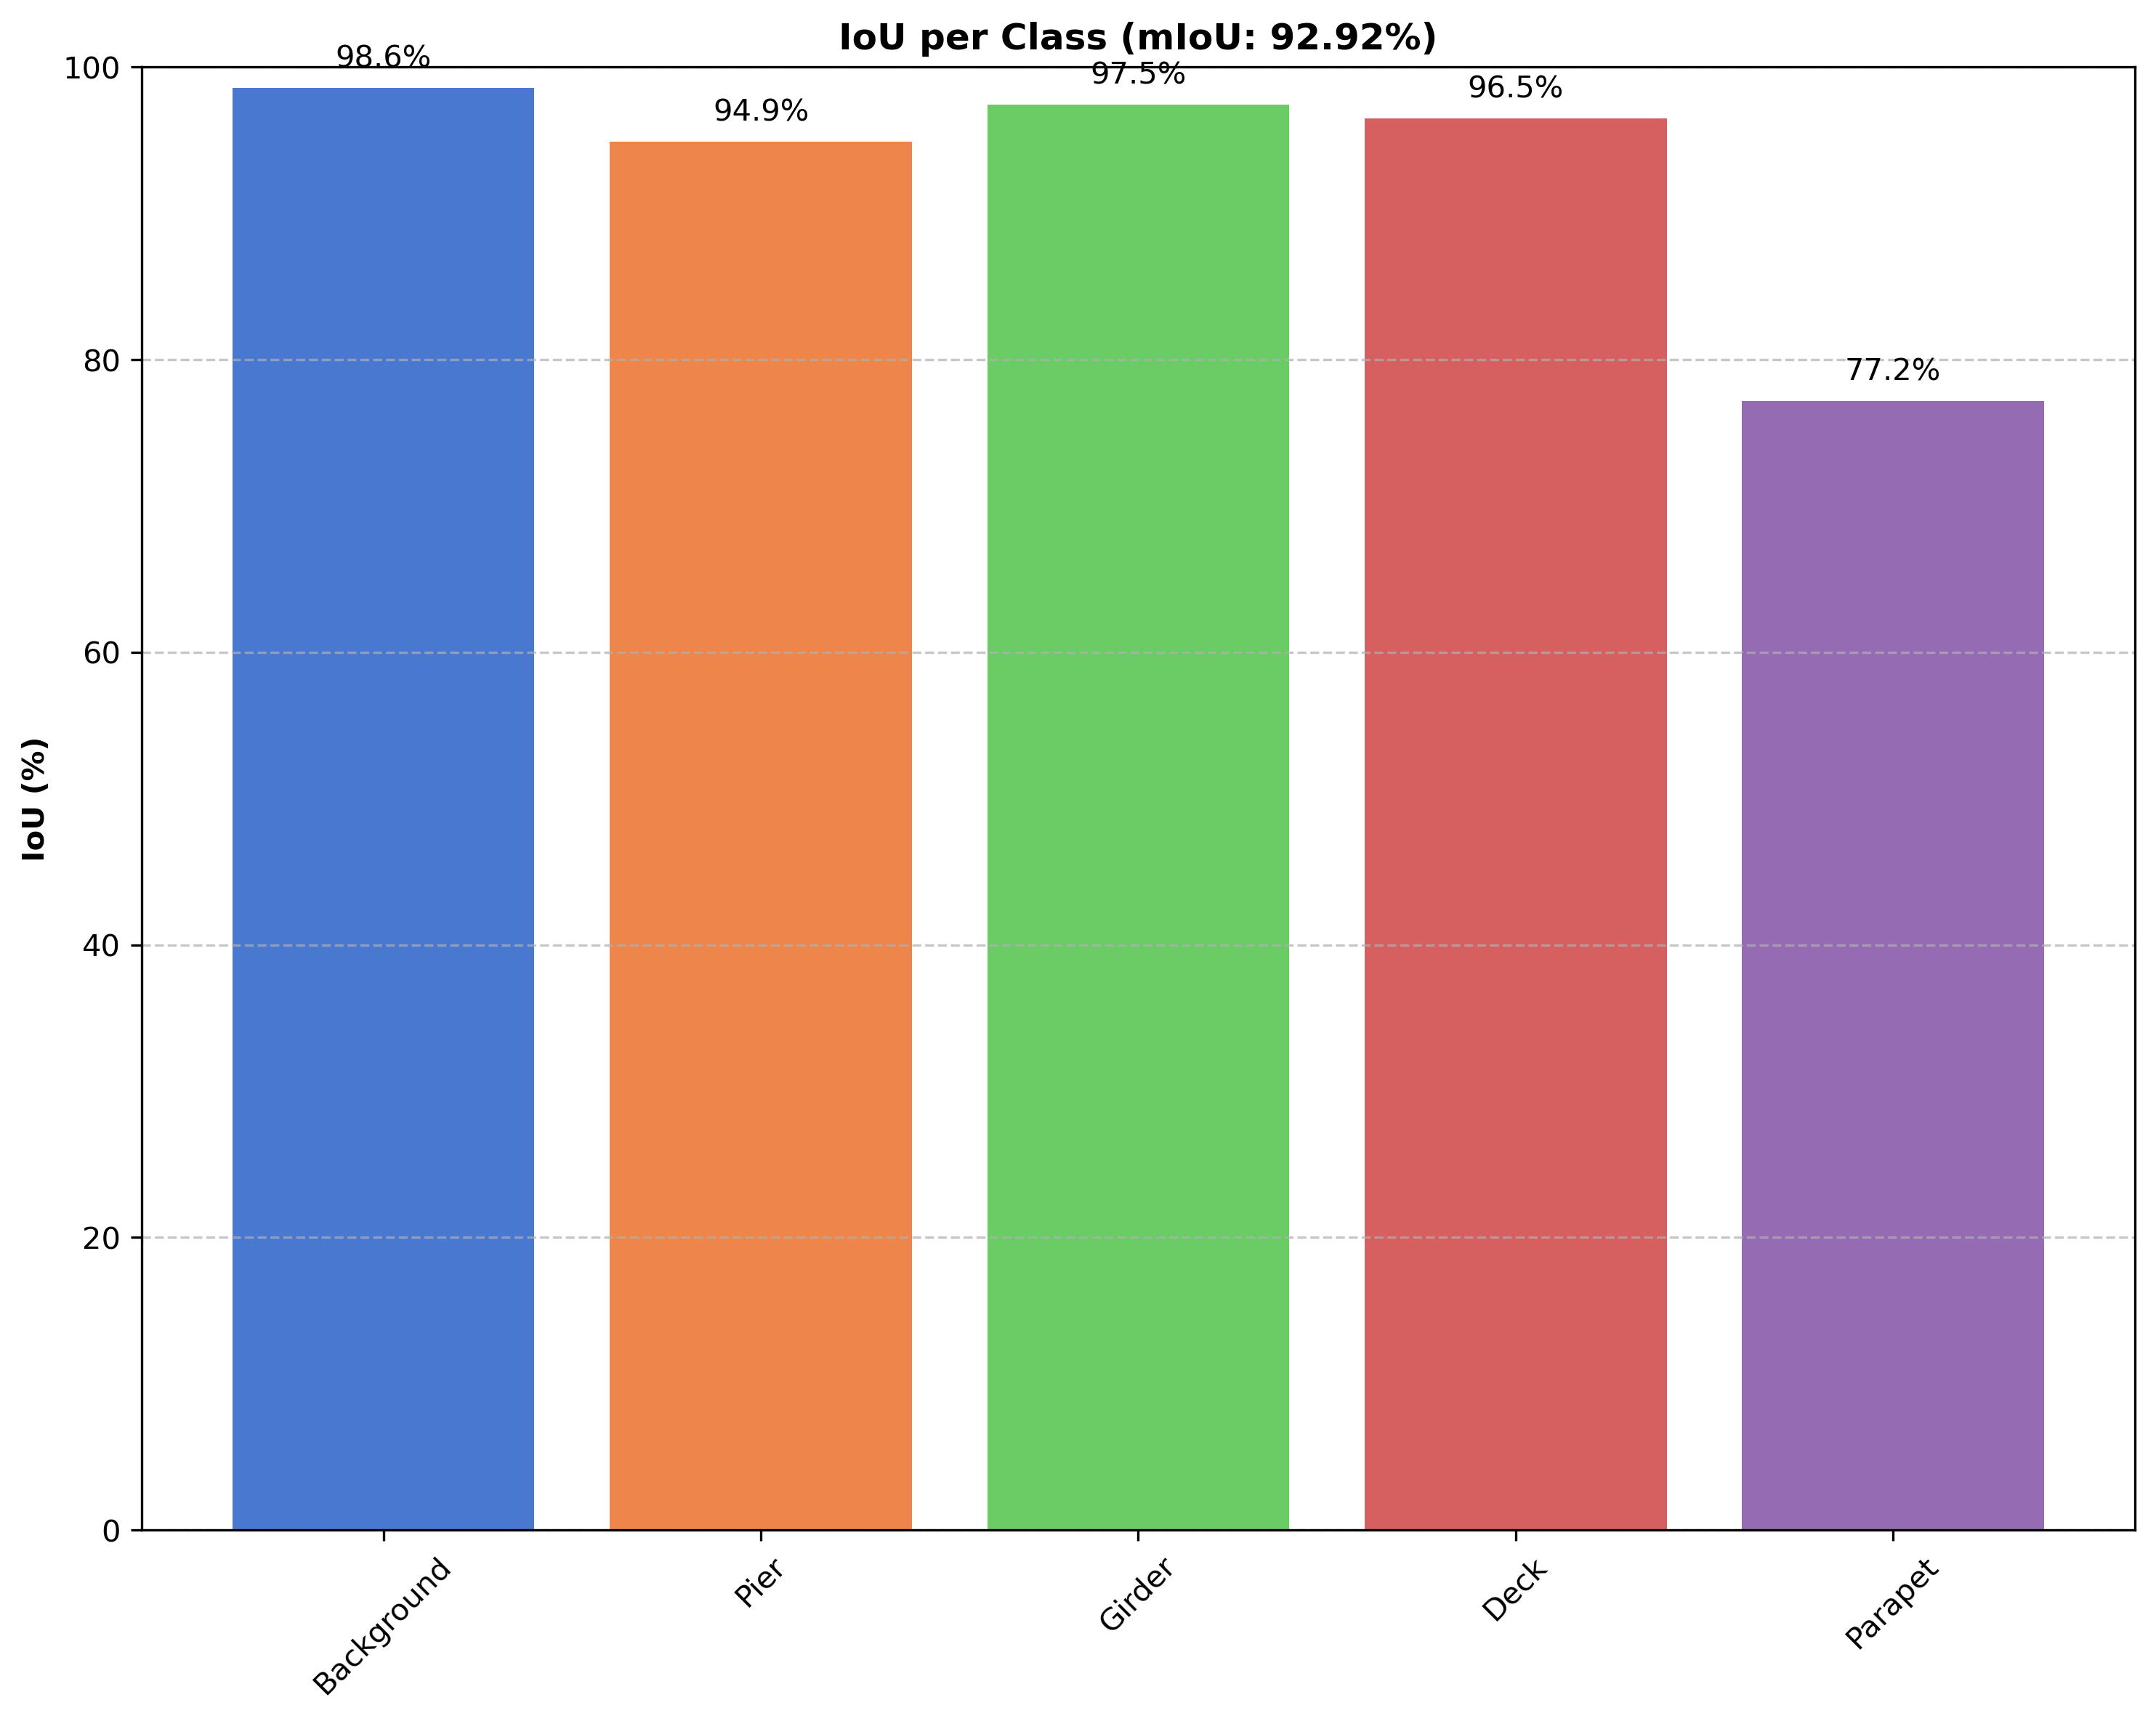 IoU per Class (mIoU: 92.92%)
98.6%
94.9%
97.5%
96.5%
77.2%
IoU (%)
100
80
60
40
20
0
Background
Pier
Girder
Deck
Parapet